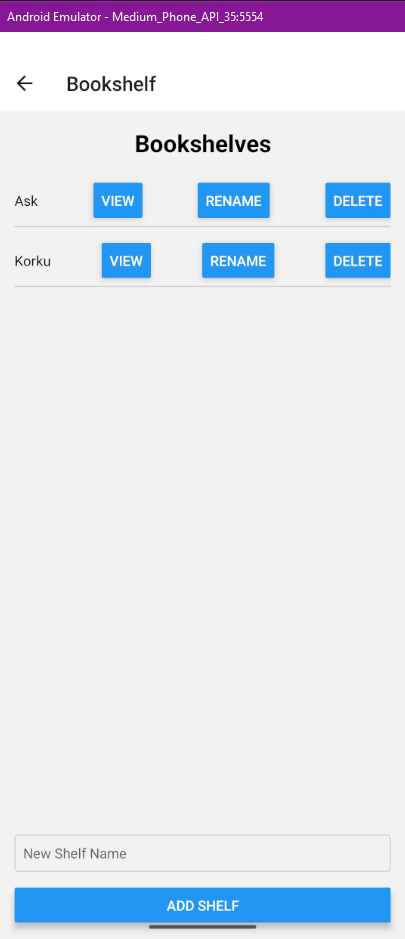 Android Emulator - Medium_Phone_API_35:5554
Bookshelf
Bookshelves
Ask VIEW RENAME DELETE
Korku VIEW RENAME DELETE
New Shelf Name
ADD SHELF